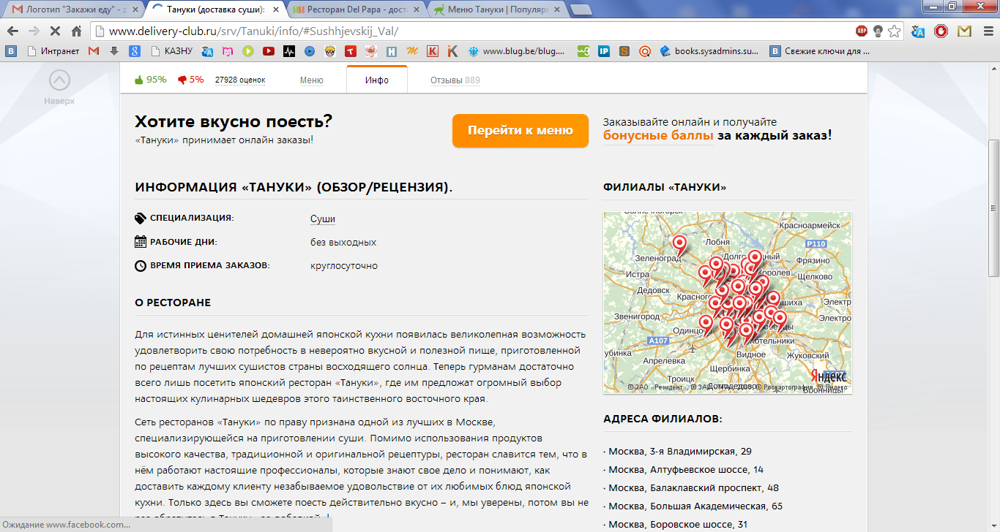 Логотип "Закажи еду" - z
Тануки (доставка суши):
Ресторан Del Papa - дост
Меню Тануки | Популяр
www.delivery-club.ru/srv/Tanuki/info/#Sushhjevskij_Val/
Интранет
КАЗНУ
www.blug.be/blug....
books.sysadmins.su...
Свежие ключи для ...
Наверх
95% 5% 27928 оценок Меню Инфо Отзывы 889
Хотите вкусно поесть?
«Тануки» принимает онлайн заказы!
Перейти к меню
Заказывайте онлайн и получайте
бонусные баллы за каждый заказ!
ИНФОРМАЦИЯ «ТАНУКИ» (ОБЗОР/РЕЦЕНЗИЯ).
СПЕЦИАЛИЗАЦИЯ: Суши
РАБОЧИЕ ДНИ: без выходных
ВРЕМЯ ПРИЕМА ЗАКАЗОВ: круглосуточно
О РЕСТОРАНЕ
Для истинных ценителей домашней японской кухни появилась великолепная возможность
удовлетворить свою потребность в невероятно вкусной и полезной пище, приготовленной
по рецептам лучших сушистов страны восходящего солнца. Теперь гурманам достаточно
всего лишь посетить японский ресторан «Тануки», где им предложат огромный выбор
настоящих кулинарных шедевров этого таинственного восточного края.
Сеть ресторанов «Тануки» по праву признана одной из лучших в Москве,
специализирующейся на приготовлении суши. Помимо использования продуктов
высокого качества, традиционной и оригинальной рецептуры, ресторан славится тем, что в
нём работают настоящие профессионалы, которые знают свое дело и понимают, как
доставить каждому клиенту незабываемое удовольствие от их любимых блюд японской
кухни. Только здесь вы сможете поесть действительно вкусно – и, мы уверены, потом вы не
ФИЛИАЛЫ «ТАНУКИ»
Красноармейск
Р110
Лобня
Зеленоград
Фрязино
Истра
Королев
Щелково
Дедовск
Звенигород
Электро
Одинцо
А107
Котельники
Видное
Жуковский
Апрелевка
Щербинка
Троицк
Домодедово
Бронницы
Яндекс
© ЗАО «Резидент»
Роскартография, © Яндекс
АДРЕСА ФИЛИАЛОВ:
· Москва, 3-я Владимирская, 29
· Москва, Алтуфьевское шоссе, 14
· Москва, Балаклавский проспект, 48
· Москва, Большая Академическая, 65
· Москва, Боровское шоссе, 31
Ожидание www.facebook.com...